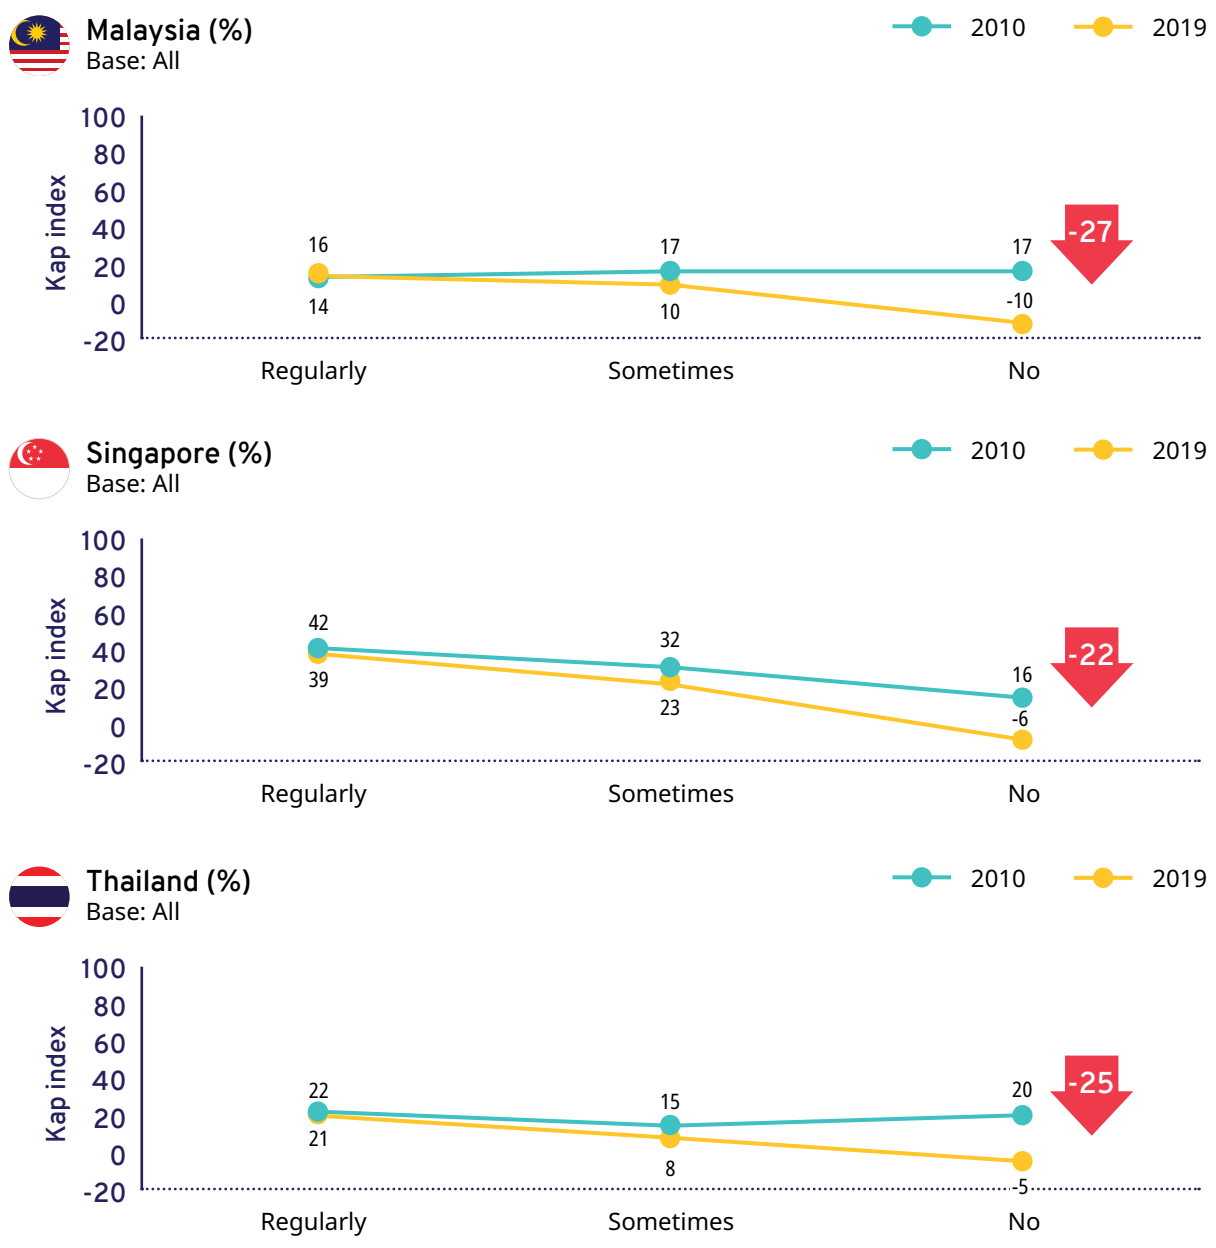 Malaysia (%)
Base: All
2010
2019
Kap index
100
80
60
40
20
0
-20
16
14
17
10
17
-10
-27
Regularly
Sometimes
No
Singapore (%)
Base: All
2010
2019
Kap index
100
80
60
40
20
0
-20
42
39
32
23
16
-6
-22
Regularly
Sometimes
No
Thailand (%)
Base: All
2010
2019
Kap index
100
80
60
40
20
0
-20
22
21
15
8
20
-5
-25
Regularly
Sometimes
No